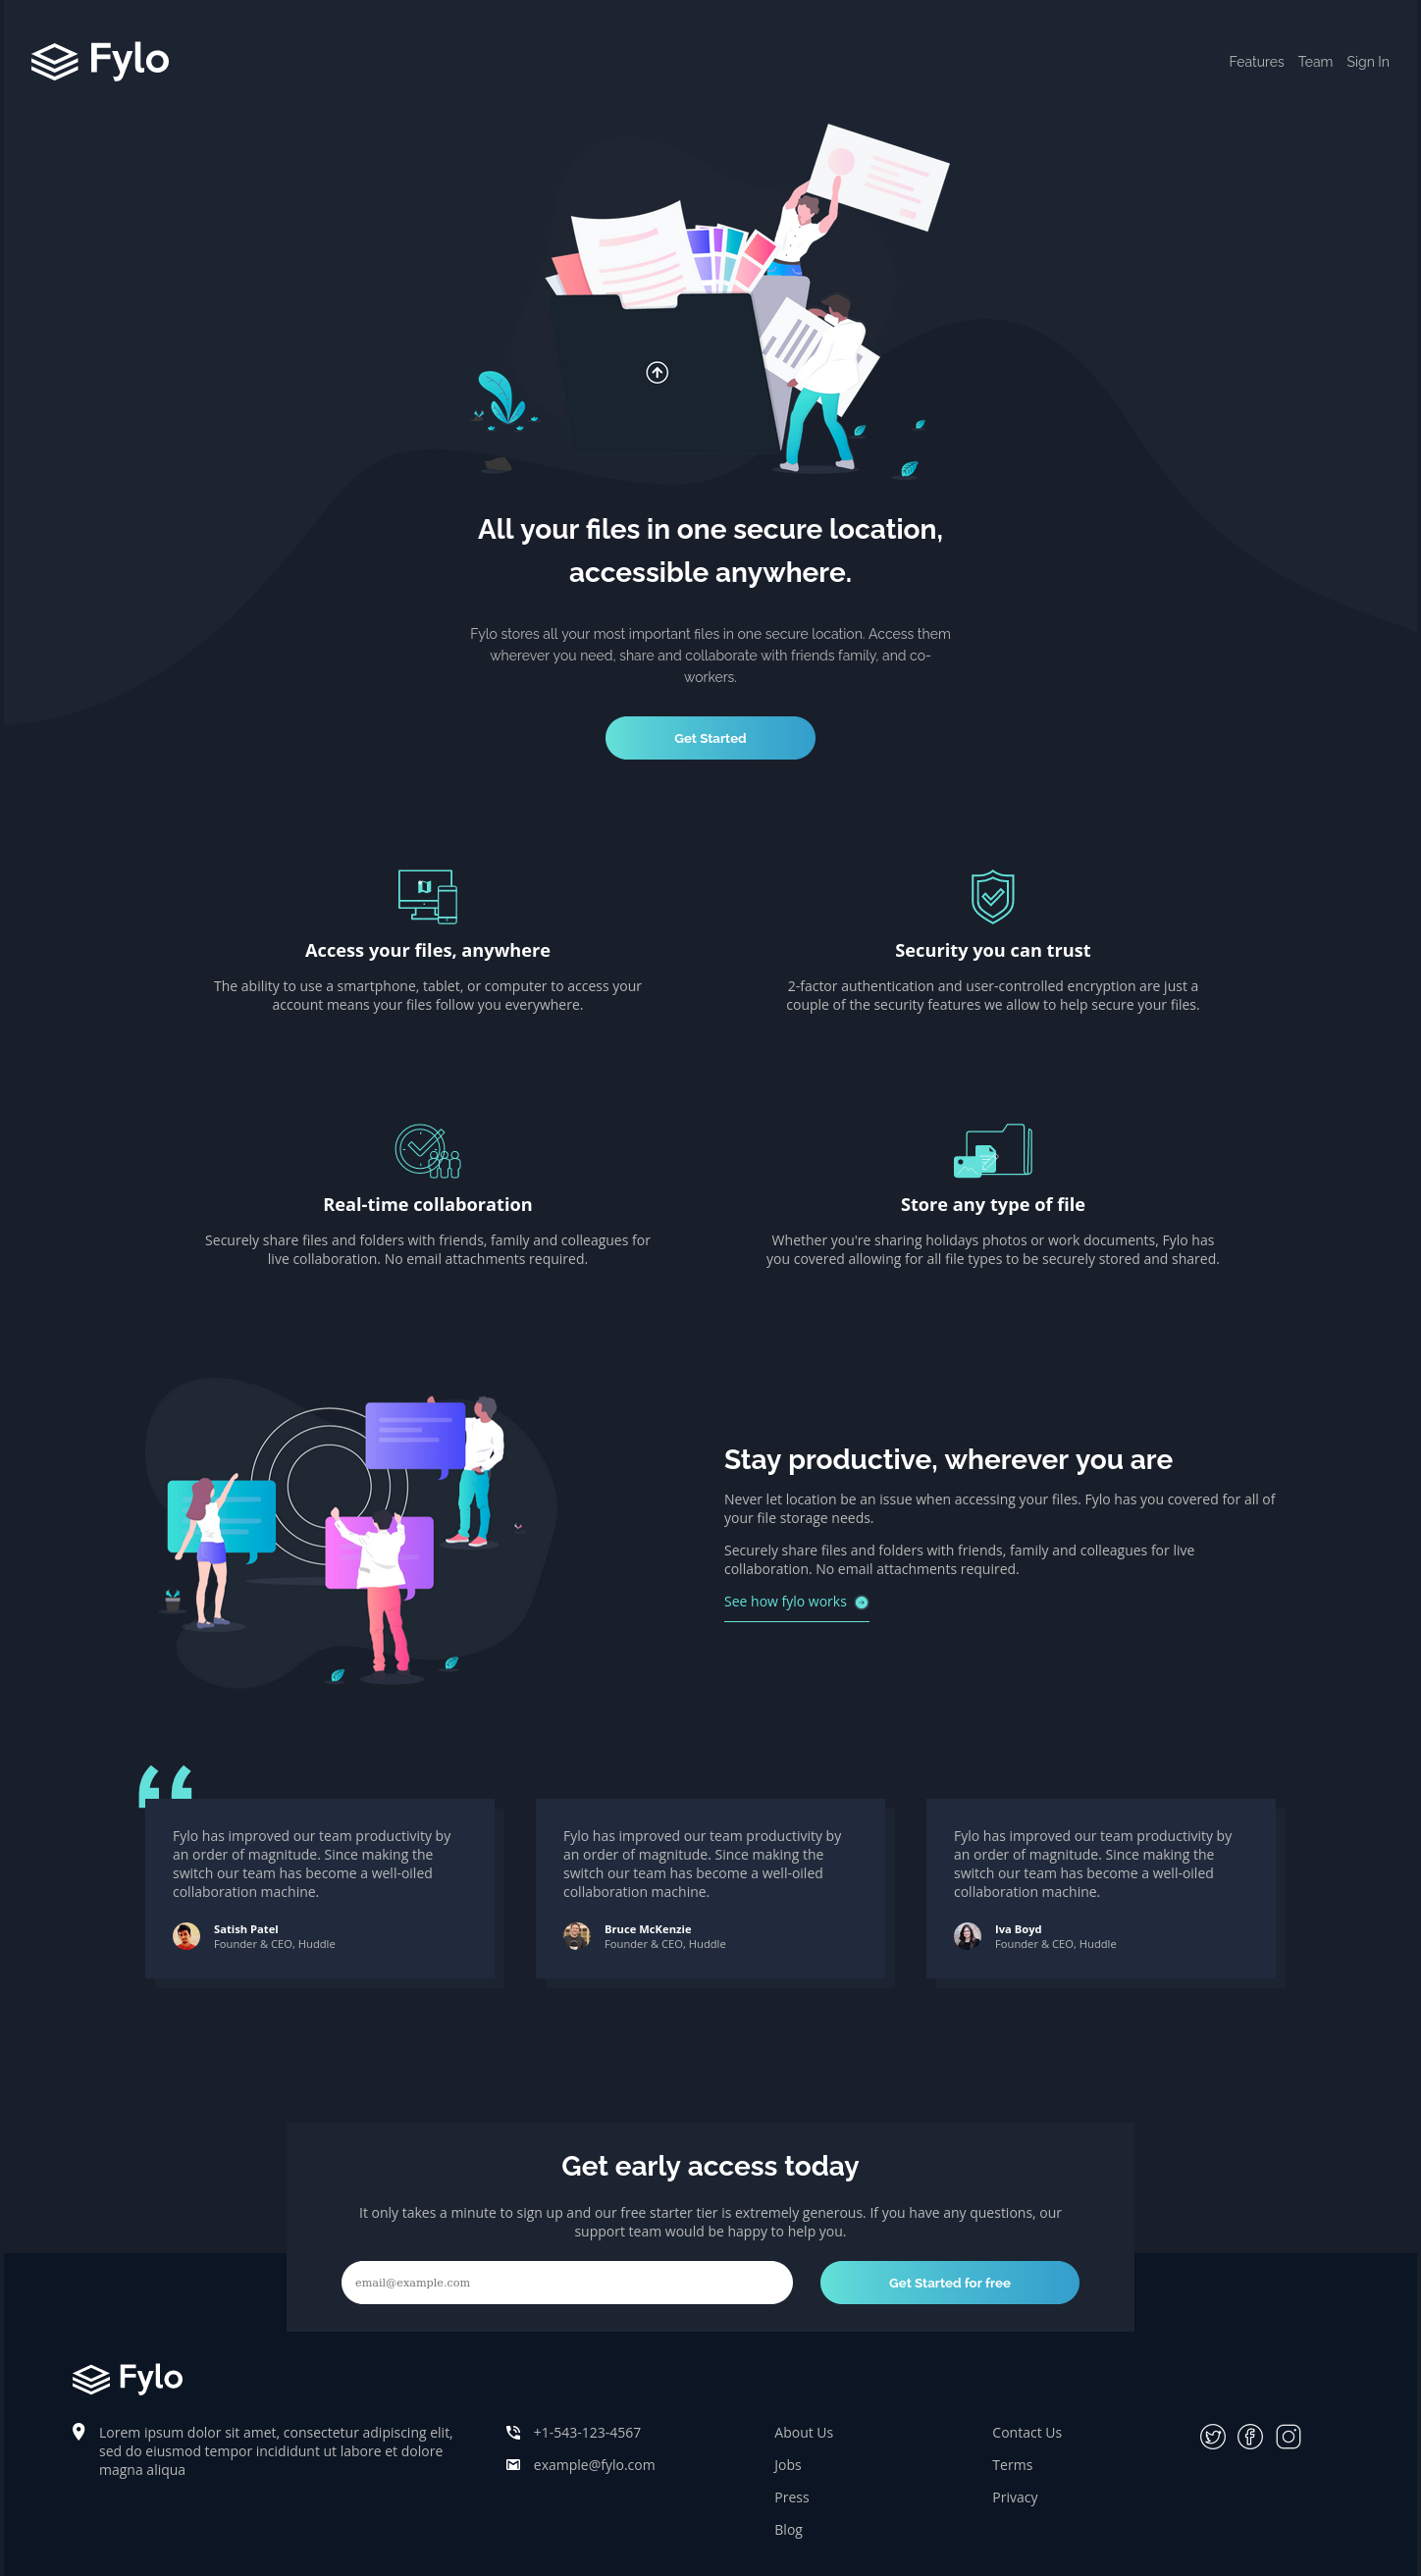 Fylo
Features Team Sign In
All your files in one secure location,
accessible anywhere.
Fylo stores all your most important files in one secure location. Access them
wherever you need, share and collaborate with friends family, and co-
workers.
Get Started
Access your files, anywhere
The ability to use a smartphone, tablet, or computer to access your
account means your files follow you everywhere.
Security you can trust
2-factor authentication and user-controlled encryption are just a
couple of the security features we allow to help secure your files.
Real-time collaboration
Securely share files and folders with friends, family and colleagues for
live collaboration. No email attachments required.
Store any type of file
Whether you're sharing holidays photos or work documents, Fylo has
you covered allowing for all file types to be securely stored and shared.
Stay productive, wherever you are
Never let location be an issue when accessing your files. Fylo has you covered for all of
your file storage needs.
Securely share files and folders with friends, family and colleagues for live
collaboration. No email attachments required.
See how fylo works
Fylo has improved our team productivity by
an order of magnitude. Since making the
switch our team has become a well-oiled
collaboration machine.
Satish Patel
Founder & CEO, Huddle
Fylo has improved our team productivity by
an order of magnitude. Since making the
switch our team has become a well-oiled
collaboration machine.
Bruce McKenzie
Founder & CEO, Huddle
Fylo has improved our team productivity by
an order of magnitude. Since making the
switch our team has become a well-oiled
collaboration machine.
Iva Boyd
Founder & CEO, Huddle
Get early access today
It only takes a minute to sign up and our free starter tier is extremely generous. If you have any questions, our
support team would be happy to help you.
email@example.com
Get Started for free
Fylo
Lorem ipsum dolor sit amet, consectetur adipiscing elit,
sed do eiusmod tempor incididunt ut labore et dolore
magna aliqua
+1-543-123-4567
example@fylo.com
About Us
Jobs
Press
Blog
Contact Us
Terms
Privacy